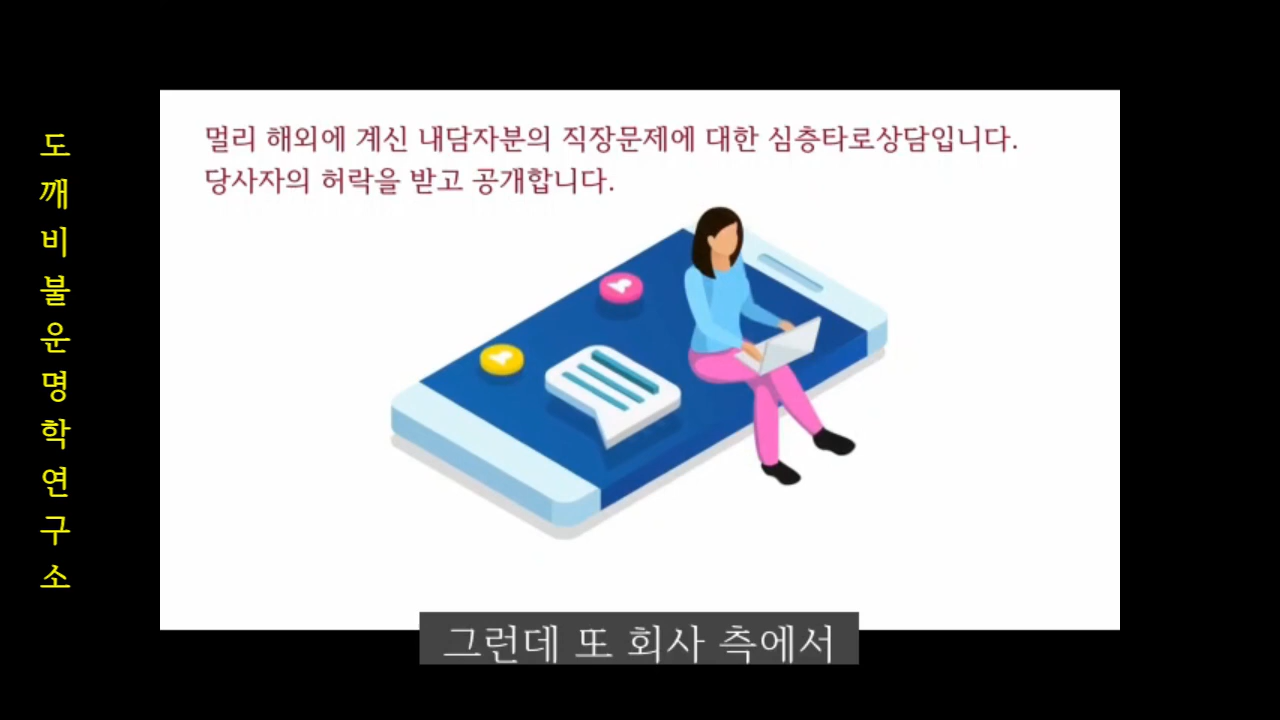 도깨비불운명학연구소
멀리 해외에 계신 내담자분의 직장문제에 대한 심층타로상담입니다.
당사자의 허락을 받고 공개합니다.
그런데 또 회사 측에서